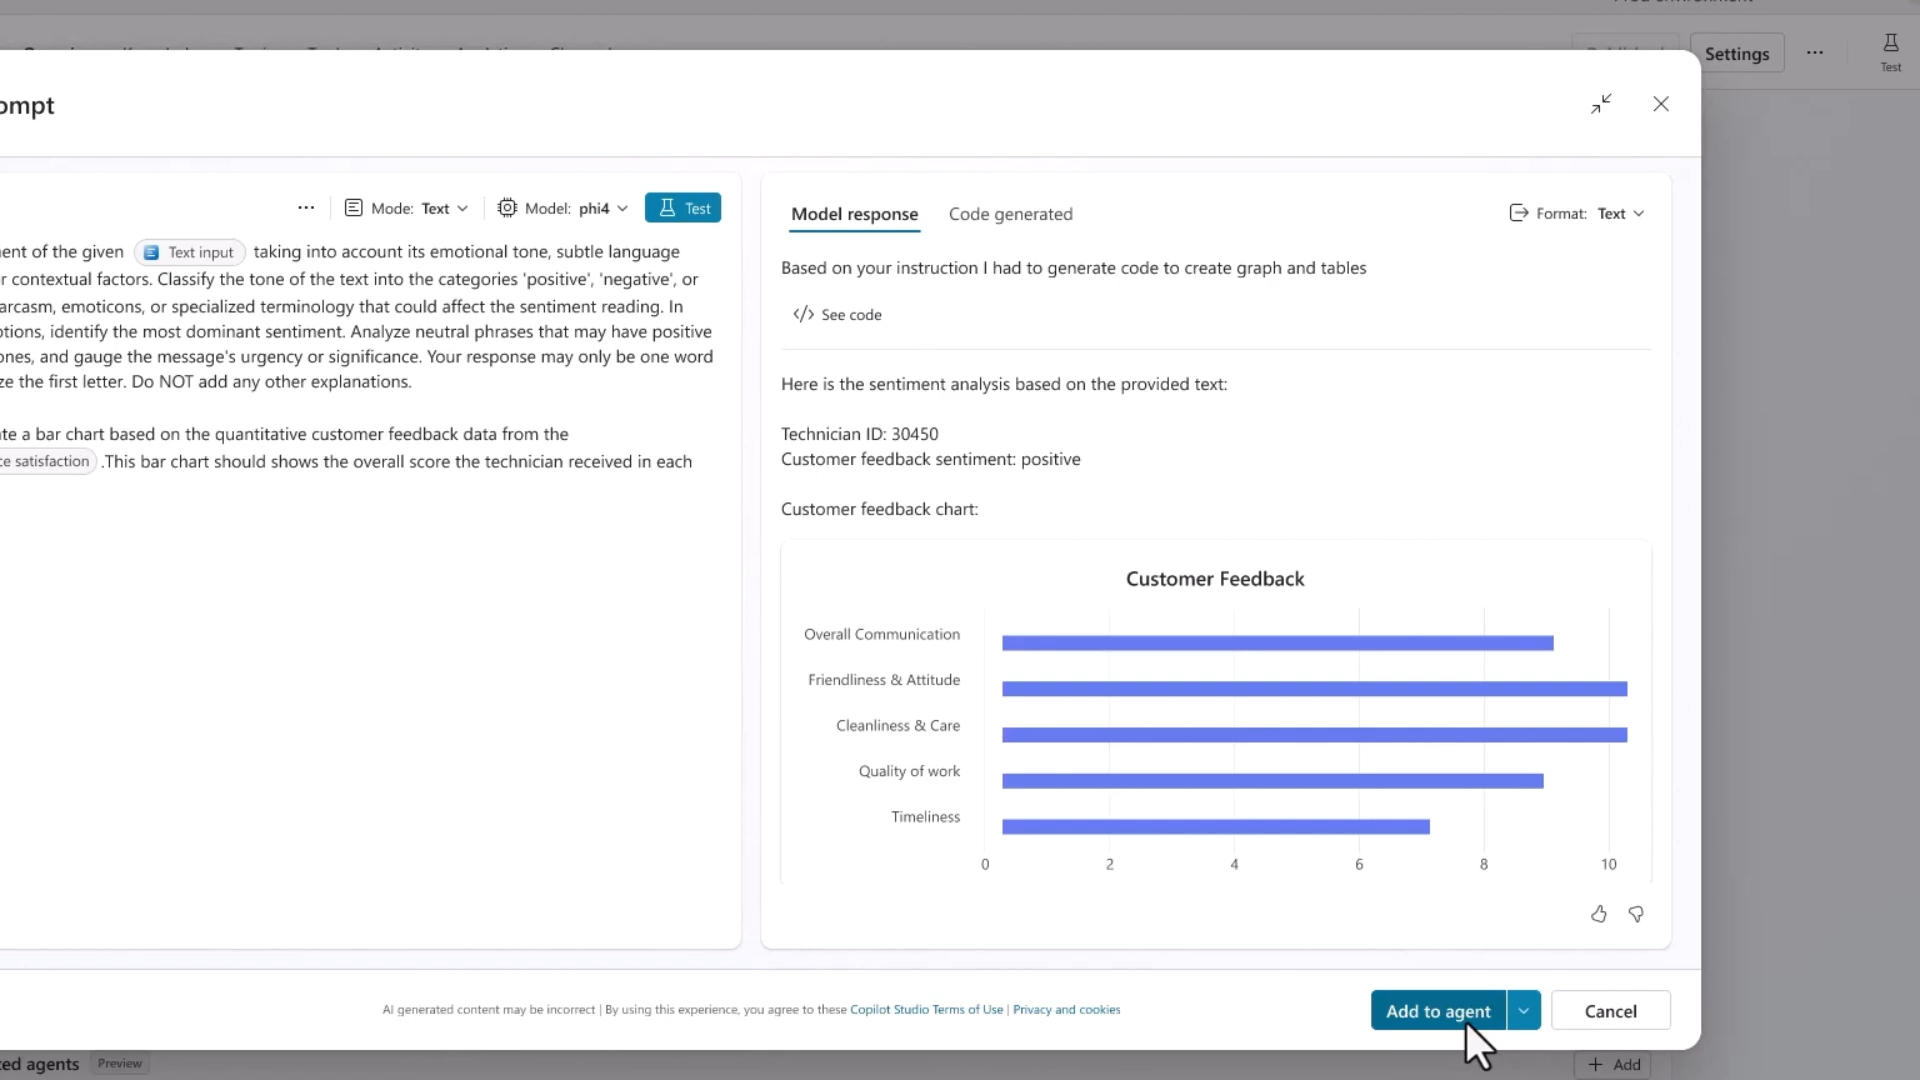 Settings
Test
ompt
Mode: Text
Model: phi4
Test
ent of the given Text input taking into account its emotional tone, subtle language
r contextual factors. Classify the tone of the text into the categories 'positive', 'negative', or
arcasm, emoticons, or specialized terminology that could affect the sentiment reading. In
otions, identify the most dominant sentiment. Analyze neutral phrases that may have positive
ones, and gauge the message's urgency or significance. Your response may only be one word
ze the first letter. Do NOT add any other explanations.
te a bar chart based on the quantitative customer feedback data from the
ce satisfaction .This bar chart should shows the overall score the technician received in each
Model response
Code generated
Format: Text
Based on your instruction I had to generate code to create graph and tables
</> See code
Here is the sentiment analysis based on the provided text:
Technician ID: 30450
Customer feedback sentiment: positive
Customer feedback chart:
Customer Feedback
Overall Communication
Friendliness & Attitude
Cleanliness & Care
Quality of work
Timeliness
0 2 4 6 8 10
AI generated content may be incorrect | By using this experience, you agree to these Copilot Studio Terms of Use | Privacy and cookies
Add to agent
Cancel
ted agents
Preview
+ Add